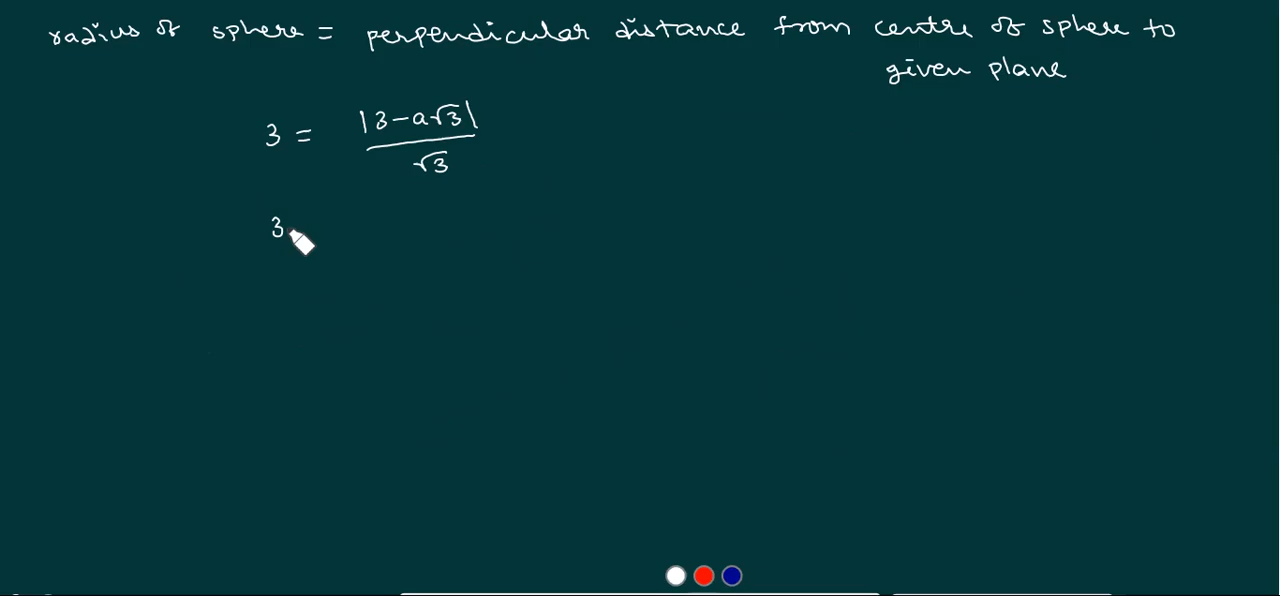 radius of sphere = perpendicular distance from centre of sphere to
given plane
3 = |3-a√3| / √3
3